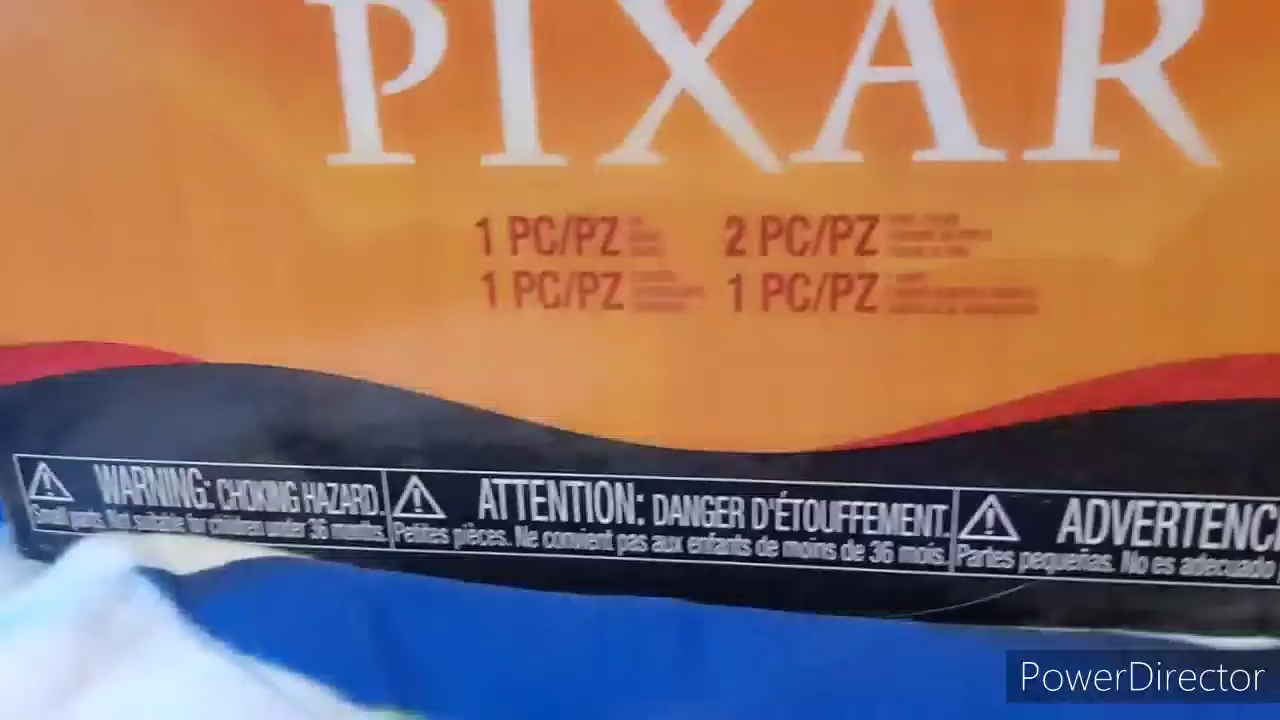 PIXAR
1 PC/PZ 2 PC/PZ
1 PC/PZ 1 PC/PZ
WARNING: CHOKING HAZARD.
Small parts. Not suitable for children under 36 months.
ATTENTION: DANGER D'ÉTOUFFEMENT.
Petites pièces. Ne convient pas aux enfants de moins de 36 mois.
ADVERTENC
Partes pequeñas. No es adecuado
PowerDirector